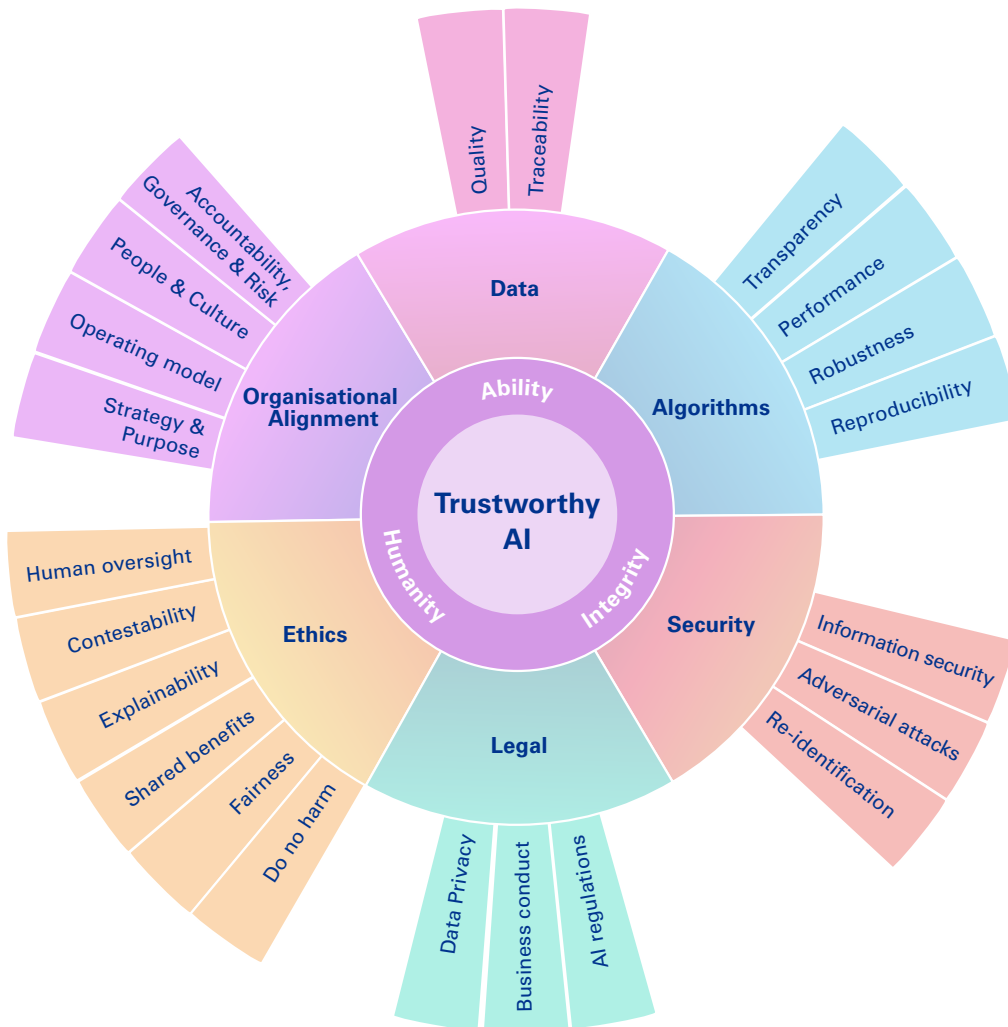 Trustworthy
AI
Ability
Integrity
Humanity
Data
Quality
Traceability
Algorithms
Transparency
Performance
Robustness
Reproducibility
Security
Information security
Adversarial attacks
Re-identification
Legal
AI regulations
Business conduct
Data Privacy
Ethics
Do no harm
Fairness
Shared benefits
Explainability
Contestability
Human oversight
Organisational
Alignment
Strategy &
Purpose
Operating model
People & Culture
Accountability,
Governance & Risk